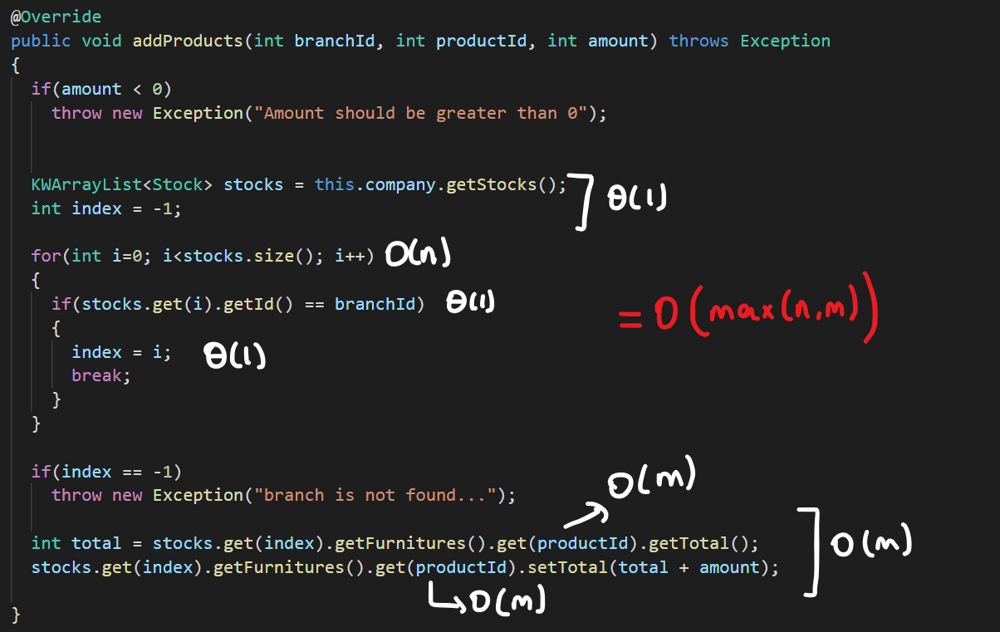 @Override
public void addProducts(int branchId, int productId, int amount) throws Exception
{
if(amount < 0)
throw new Exception("Amount should be greater than 0");
KWArrayList<Stock> stocks = this.company.getStocks();
int index = -1;
θ(1)
for(int i=0; i<stocks.size(); i++) O(n)
{
if(stocks.get(i).getId() == branchId) θ(1)
= O(max(n,m))
{
index = i; θ(1)
break;
}
}
if(index == -1)
throw new Exception("branch is not found...");
O(m)
int total = stocks.get(index).getFurnitures().get(productId).getTotal();
stocks.get(index).getFurnitures().get(productId).setTotal(total + amount);
O(m)
O(m)
}